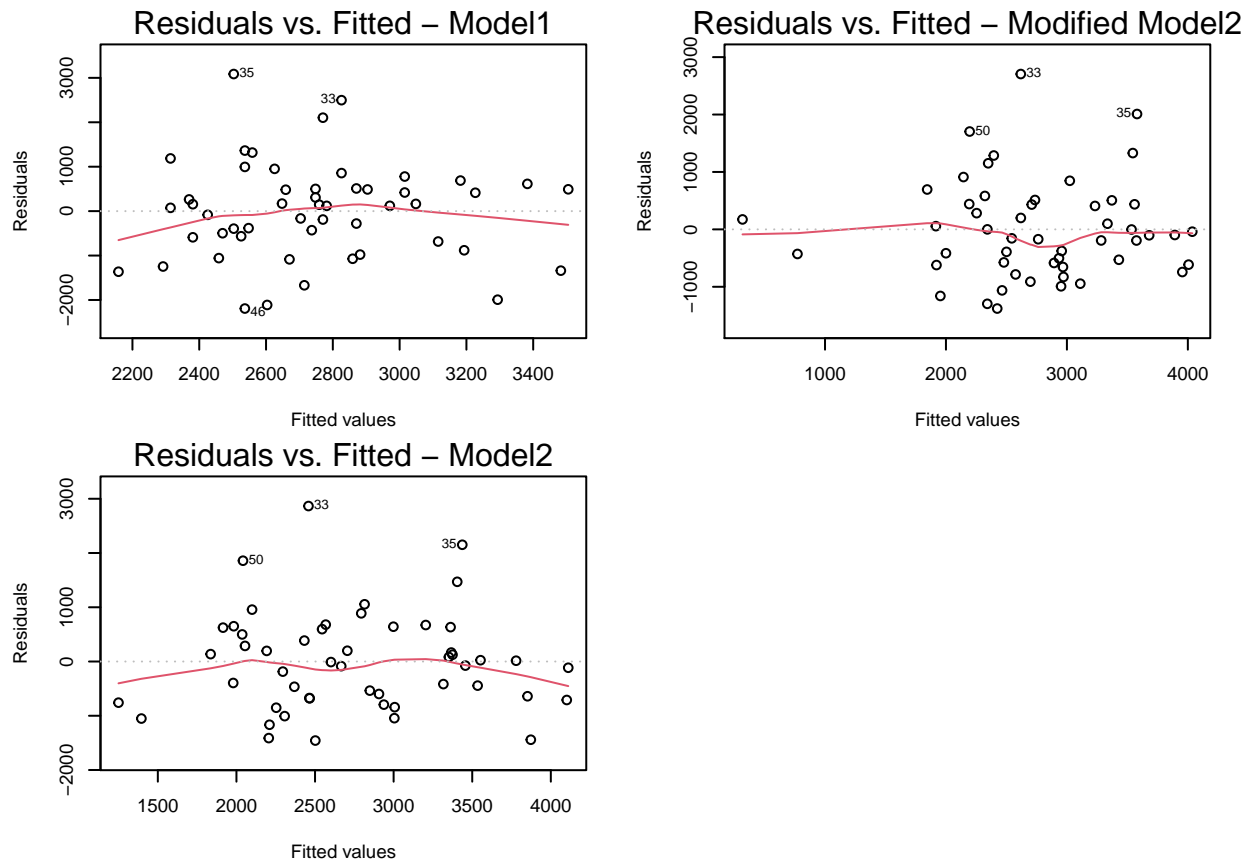 Residuals vs. Fitted – Model1
Residuals
3000
1000
0
−2000
35
33
46
2200 2400 2600 2800 3000 3200 3400
Fitted values
Residuals vs. Fitted – Modified Model2
Residuals
3000
2000
1000
0
−1000
33
35
50
1000 2000 3000 4000
Fitted values
Residuals vs. Fitted – Model2
Residuals
3000
1000
0
−2000
33
35
50
1500 2000 2500 3000 3500 4000
Fitted values